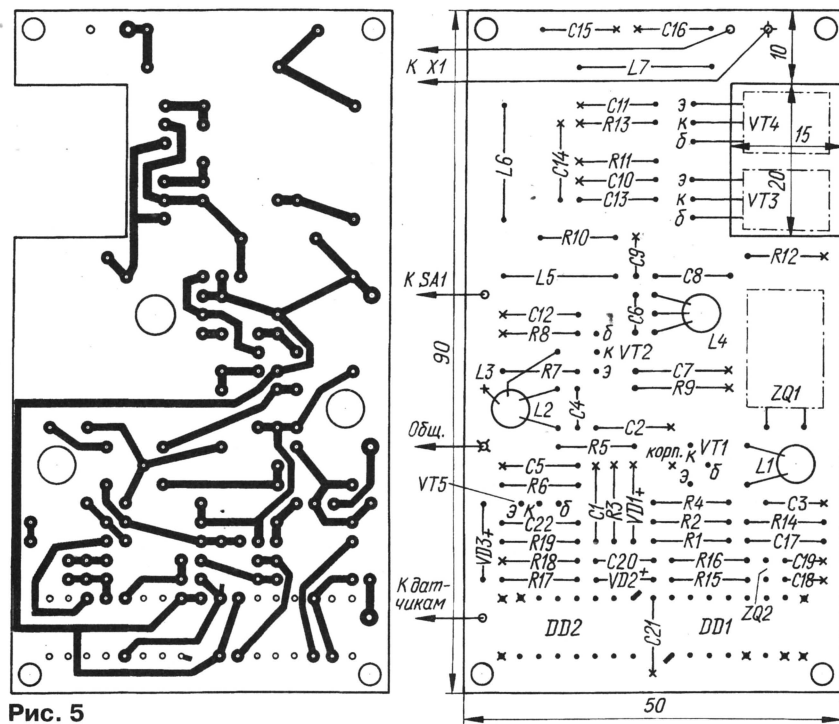 C15 C16
10
К X1
L7
C11 Э
R13 К VT4
б
15
L6
C14
R11
C10 Э
C13 К VT3
б
20
R10
C9
R12
К SA1
L5 C8
C6
C12
R8 б
L4
К VT2
90
L3
R7 Э C7
R9
ZQ1
L2
C4
C2
Общ.
R5
корп. К VT1
C5 Э б L1
VT5
R6
Э К б
C1 R3 VD1+
R4 C3
C22 R2 R14
VD3+
R19 R1 C17
R18 C20 R16 C19
К дат-
чикам
R17 VD2+ R15 C18
ZQ2
DD2 C21 DD1
Рис. 5
50